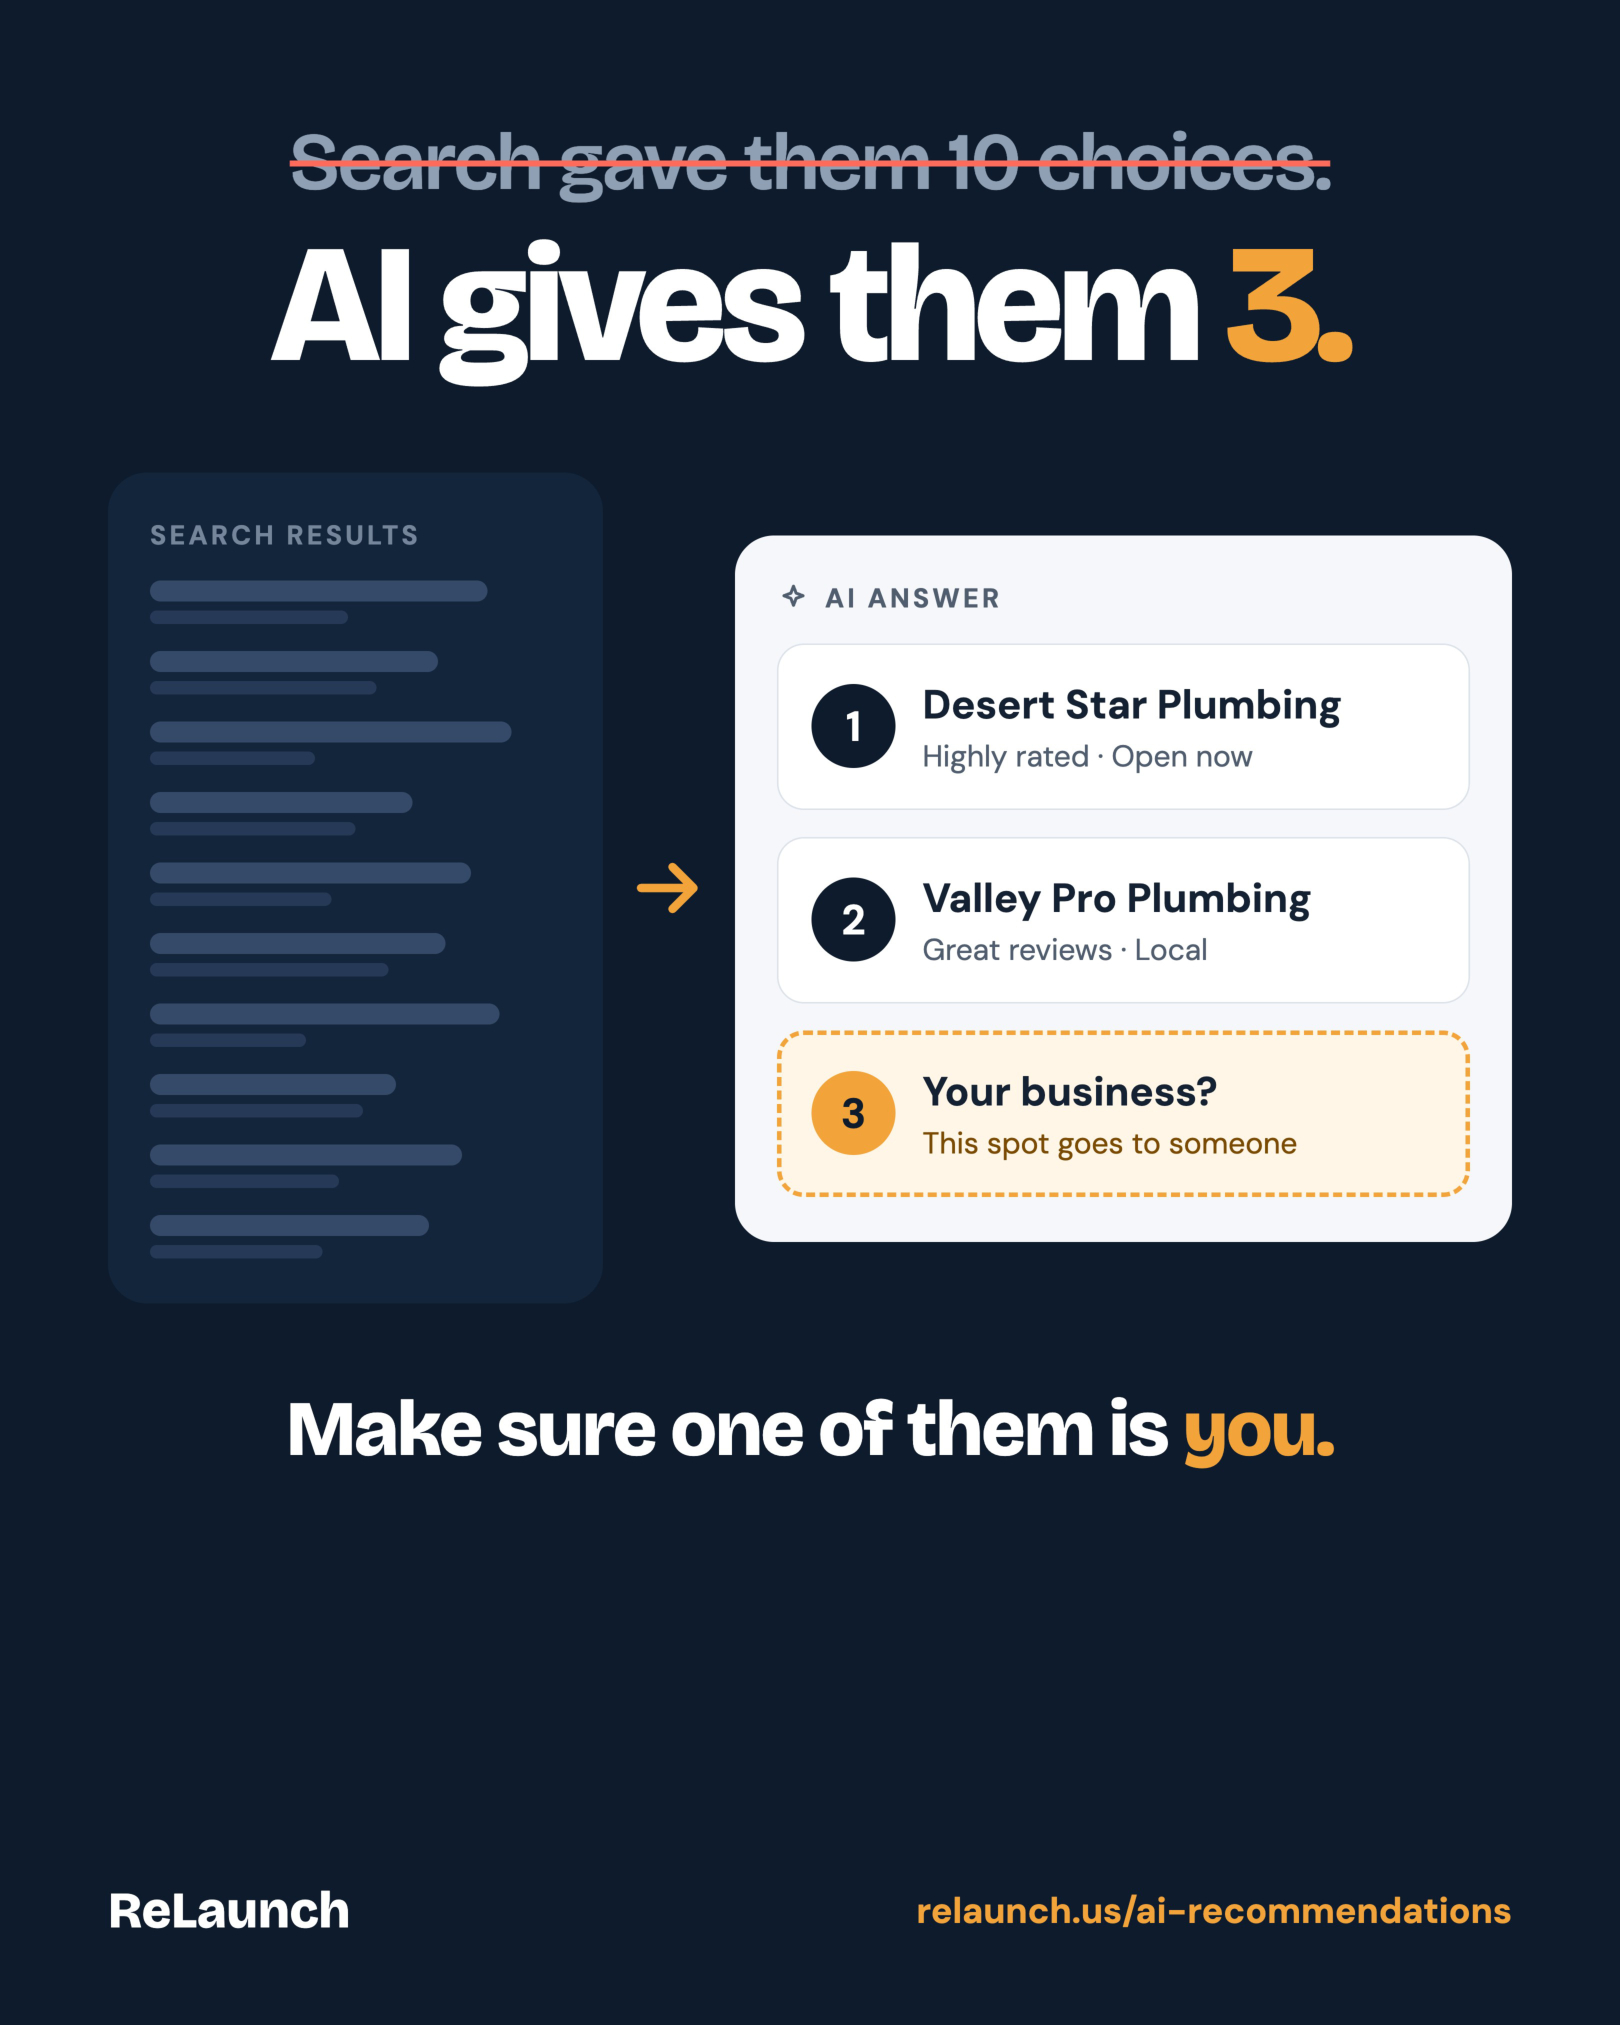 Search gave them 10 choices.
AI gives them 3.
SEARCH RESULTS
AI ANSWER
1
Desert Star Plumbing
Highly rated · Open now
2
Valley Pro Plumbing
Great reviews · Local
3
Your business?
This spot goes to someone
Make sure one of them is you.
ReLaunch
relaunch.us/ai-recommendations